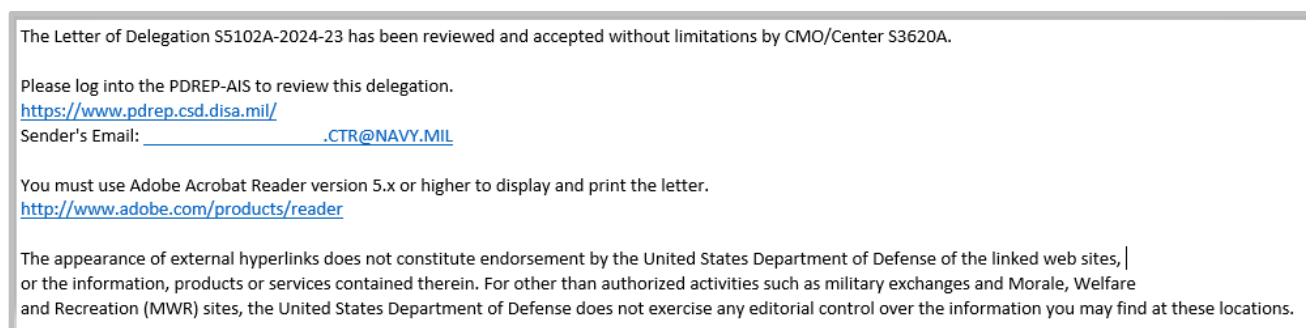 The Letter of Delegation S5102A-2024-23 has been reviewed and accepted without limitations by CMO/Center S3620A.
Please log into the PDREP-AIS to review this delegation.
https://www.pdrep.csd.disa.mil/
Sender's Email: .CTR@NAVY.MIL
You must use Adobe Acrobat Reader version 5.x or higher to display and print the letter.
http://www.adobe.com/products/reader
The appearance of external hyperlinks does not constitute endorsement by the United States Department of Defense of the linked web sites,
or the information, products or services contained therein. For other than authorized activities such as military exchanges and Morale, Welfare
and Recreation (MWR) sites, the United States Department of Defense does not exercise any editorial control over the information you may find at these locations.